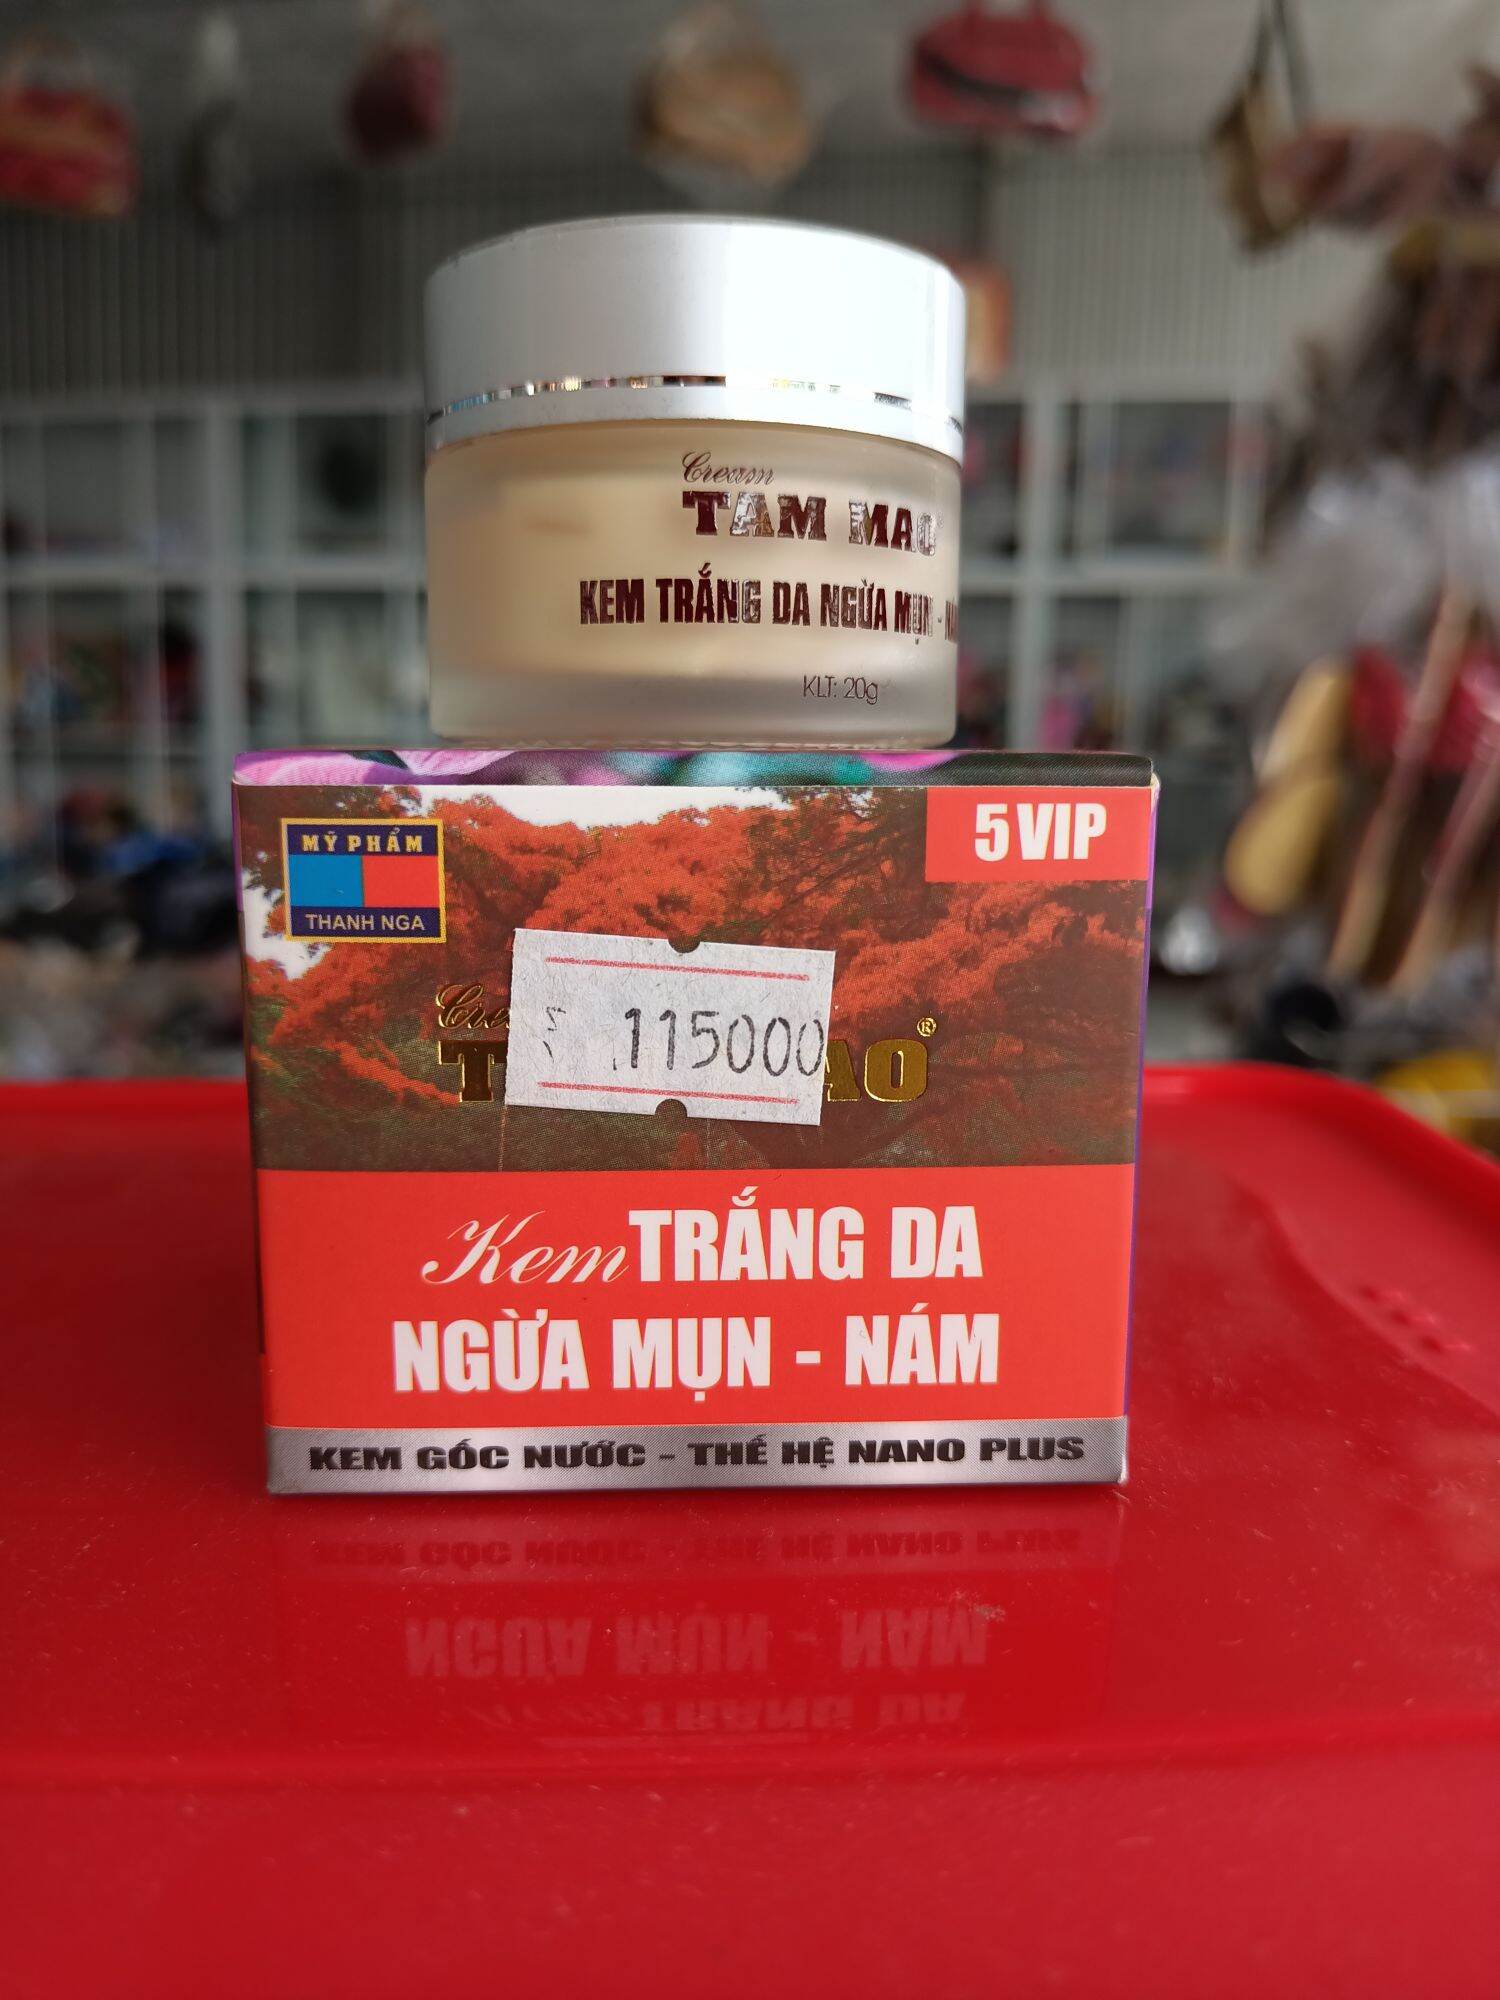 Cream
TAM MAO
KEM TRẮNG DA NGỪA MỤN -
KLT: 20g
MỸ PHẨM
THANH NGA
5 VIP
115000
Kem TRẮNG DA
NGỪA MỤN - NÁM
KEM GỐC NƯỚC - THẾ HỆ NANO PLUS